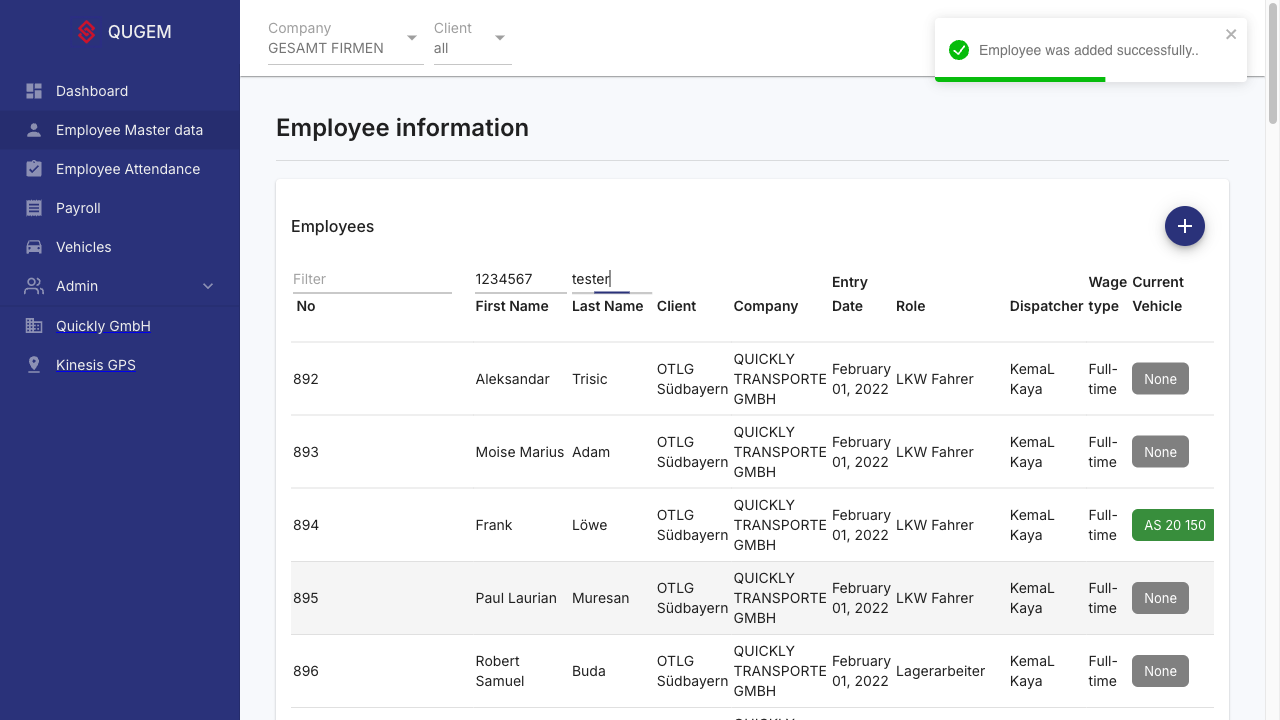 QUGEM
Dashboard
Employee Master data
Employee Attendance
Payroll
Vehicles
Admin
Quickly GmbH
Kinesis GPS
Company
GESAMT FIRMEN
Client
all
Employee was added successfully..
Employee information
Employees
Filter
No
1234567
First Name
tester
Last Name
Client
Company
Entry
Date
Role
Dispatcher
Wage
type
Current
Vehicle
892
Aleksandar
Trisic
OTLG
Südbayern
QUICKLY
TRANSPORTE
GMBH
February
01, 2022
LKW Fahrer
KemaL
Kaya
Full-
time
None
893
Moise Marius
Adam
OTLG
Südbayern
QUICKLY
TRANSPORTE
GMBH
February
01, 2022
LKW Fahrer
KemaL
Kaya
Full-
time
None
894
Frank
Löwe
OTLG
Südbayern
QUICKLY
TRANSPORTE
GMBH
February
01, 2022
LKW Fahrer
KemaL
Kaya
Full-
time
AS 20 150
895
Paul Laurian
Muresan
OTLG
Südbayern
QUICKLY
TRANSPORTE
GMBH
February
01, 2022
LKW Fahrer
KemaL
Kaya
Full-
time
None
896
Robert
Samuel
Buda
OTLG
Südbayern
QUICKLY
TRANSPORTE
GMBH
February
01, 2022
Lagerarbeiter
KemaL
Kaya
Full-
time
None